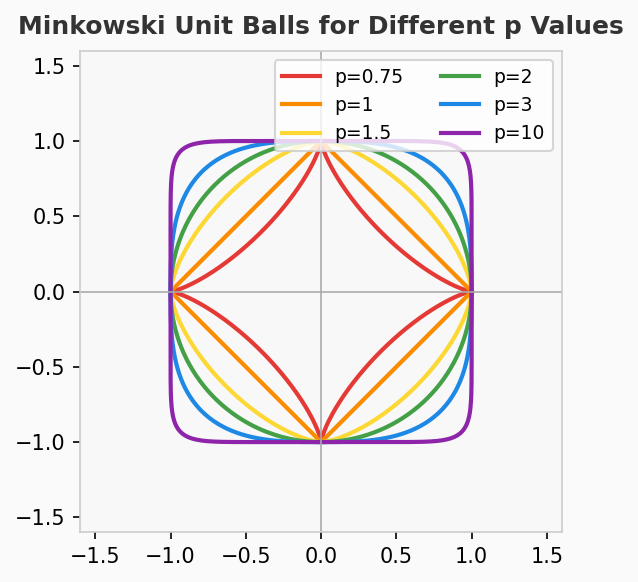 Minkowski Unit Balls for Different p Values
p=0.75
p=1
p=1.5
p=2
p=3
p=10
1.5
1.0
0.5
0.0
−0.5
−1.0
−1.5
−1.5 −1.0 −0.5 0.0 0.5 1.0 1.5